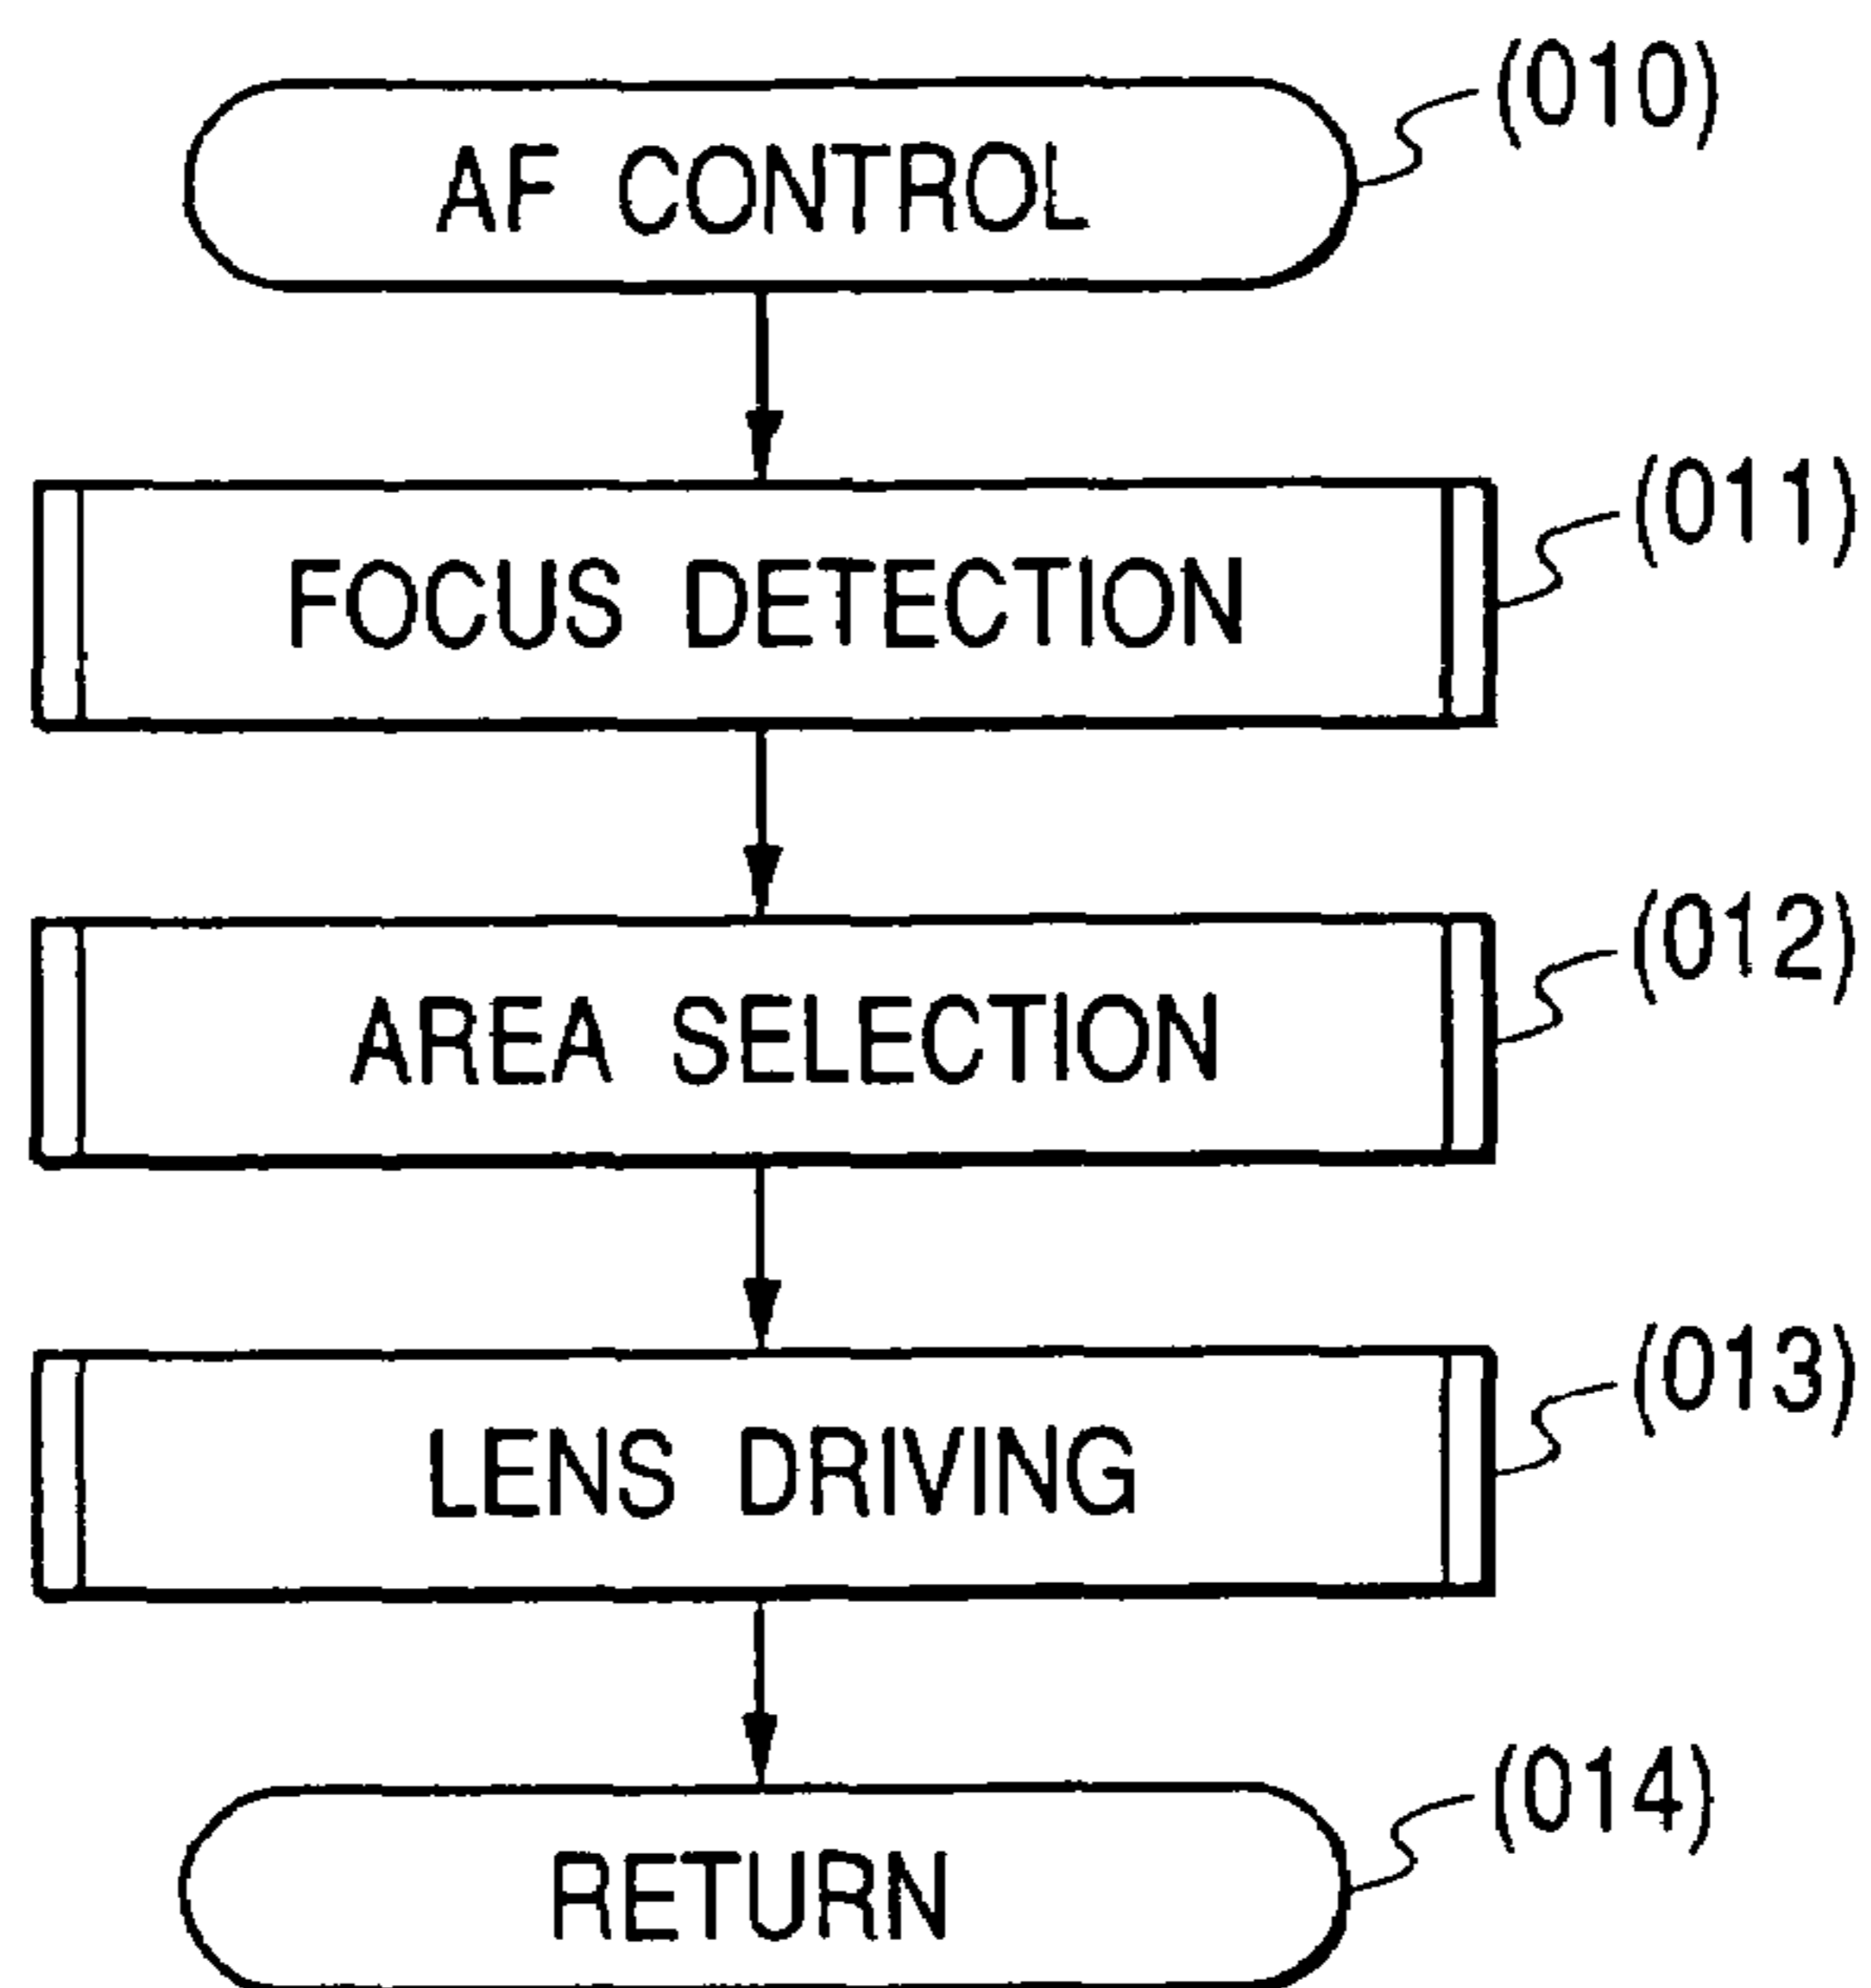 AF CONTROL (010)
FOCUS DETECTION (011)
AREA SELECTION (012)
LENS DRIVING (013)
RETURN (014)